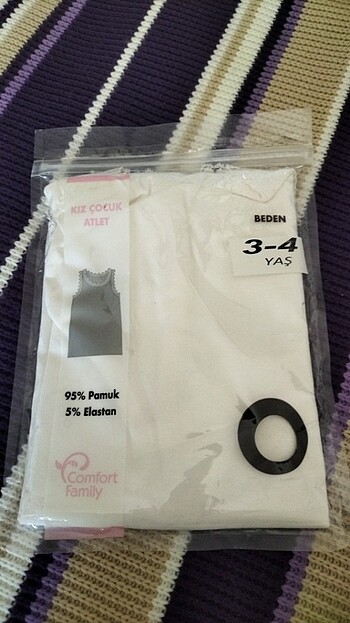 KIZ ÇOCUK
ATLET
BEDEN
3-4
YAŞ
95% Pamuk
5% Elastan
Comfort
Family